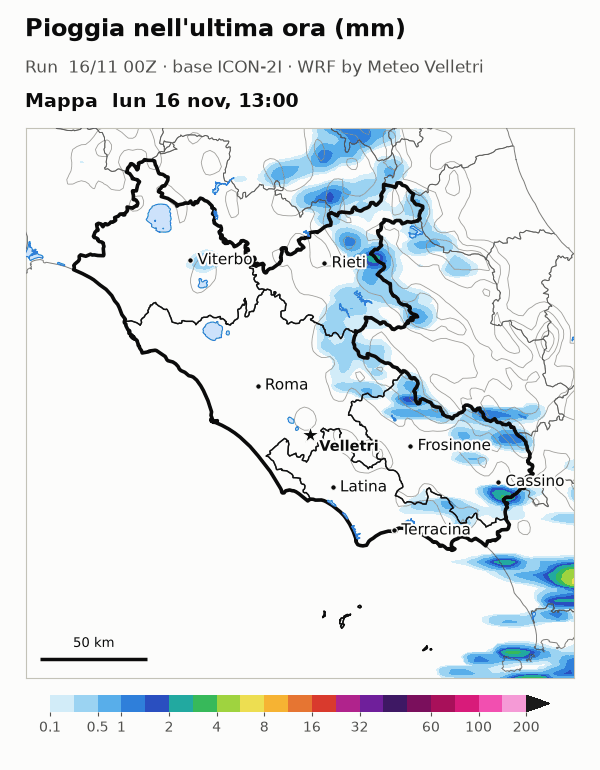 Pioggia nell'ultima ora (mm)
Run  16/11 00Z · base ICON-2I · WRF by Meteo Velletri
Mappa  lun 16 nov, 13:00
Viterbo
Rieti
Roma
Velletri
Frosinone
Cassino
Latina
Terracina
50 km
0.1 0.5 1 2 4 8 16 32 60 100 200